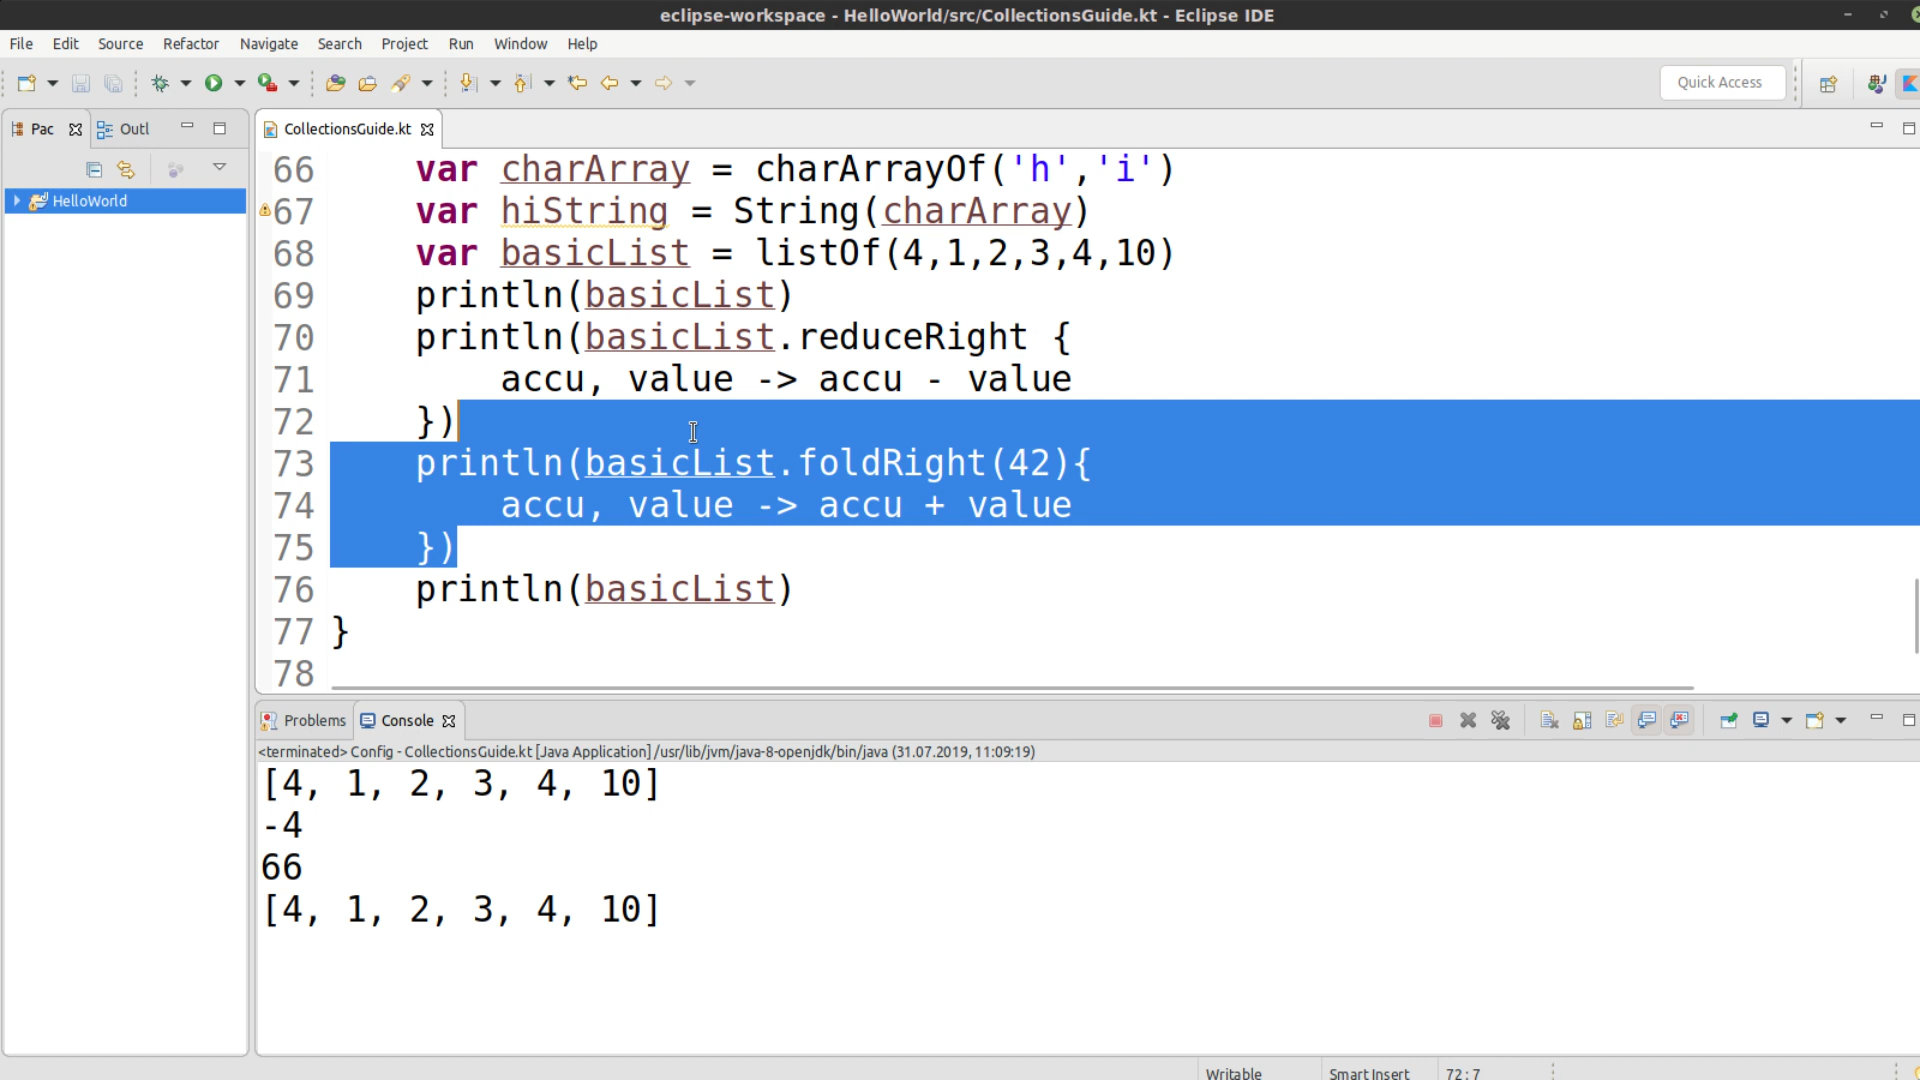 eclipse-workspace - HelloWorld/src/CollectionsGuide.kt - Eclipse IDE
File Edit Source Refactor Navigate Search Project Run Window Help
Quick Access
Pac Outl
CollectionsGuide.kt
HelloWorld
66 var charArray = charArrayOf('h','i')
67 var hiString = String(charArray)
68 var basicList = listOf(4,1,2,3,4,10)
69 println(basicList)
70 println(basicList.reduceRight {
71 accu, value -> accu - value
72 })
73 println(basicList.foldRight(42){
74 accu, value -> accu + value
75 })
76 println(basicList)
77 }
78
Problems Console
<terminated> Config - CollectionsGuide.kt [Java Application] /usr/lib/jvm/java-8-openjdk/bin/java (31.07.2019, 11:09:19)
[4, 1, 2, 3, 4, 10]
-4
66
[4, 1, 2, 3, 4, 10]
Writable Smart Insert 72 : 7